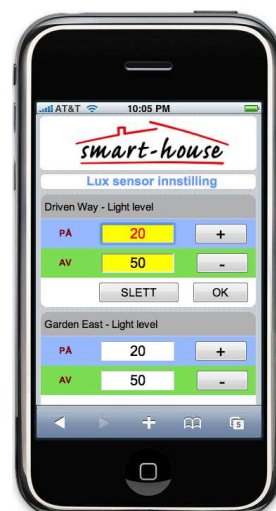 AT&T 10:05 PM
smart-house
Lux sensor innstilling
Driven Way - Light level
PÅ 20 +
AV 50 -
SLETT OK
Garden East - Light level
PÅ 20 +
AV 50 -
5